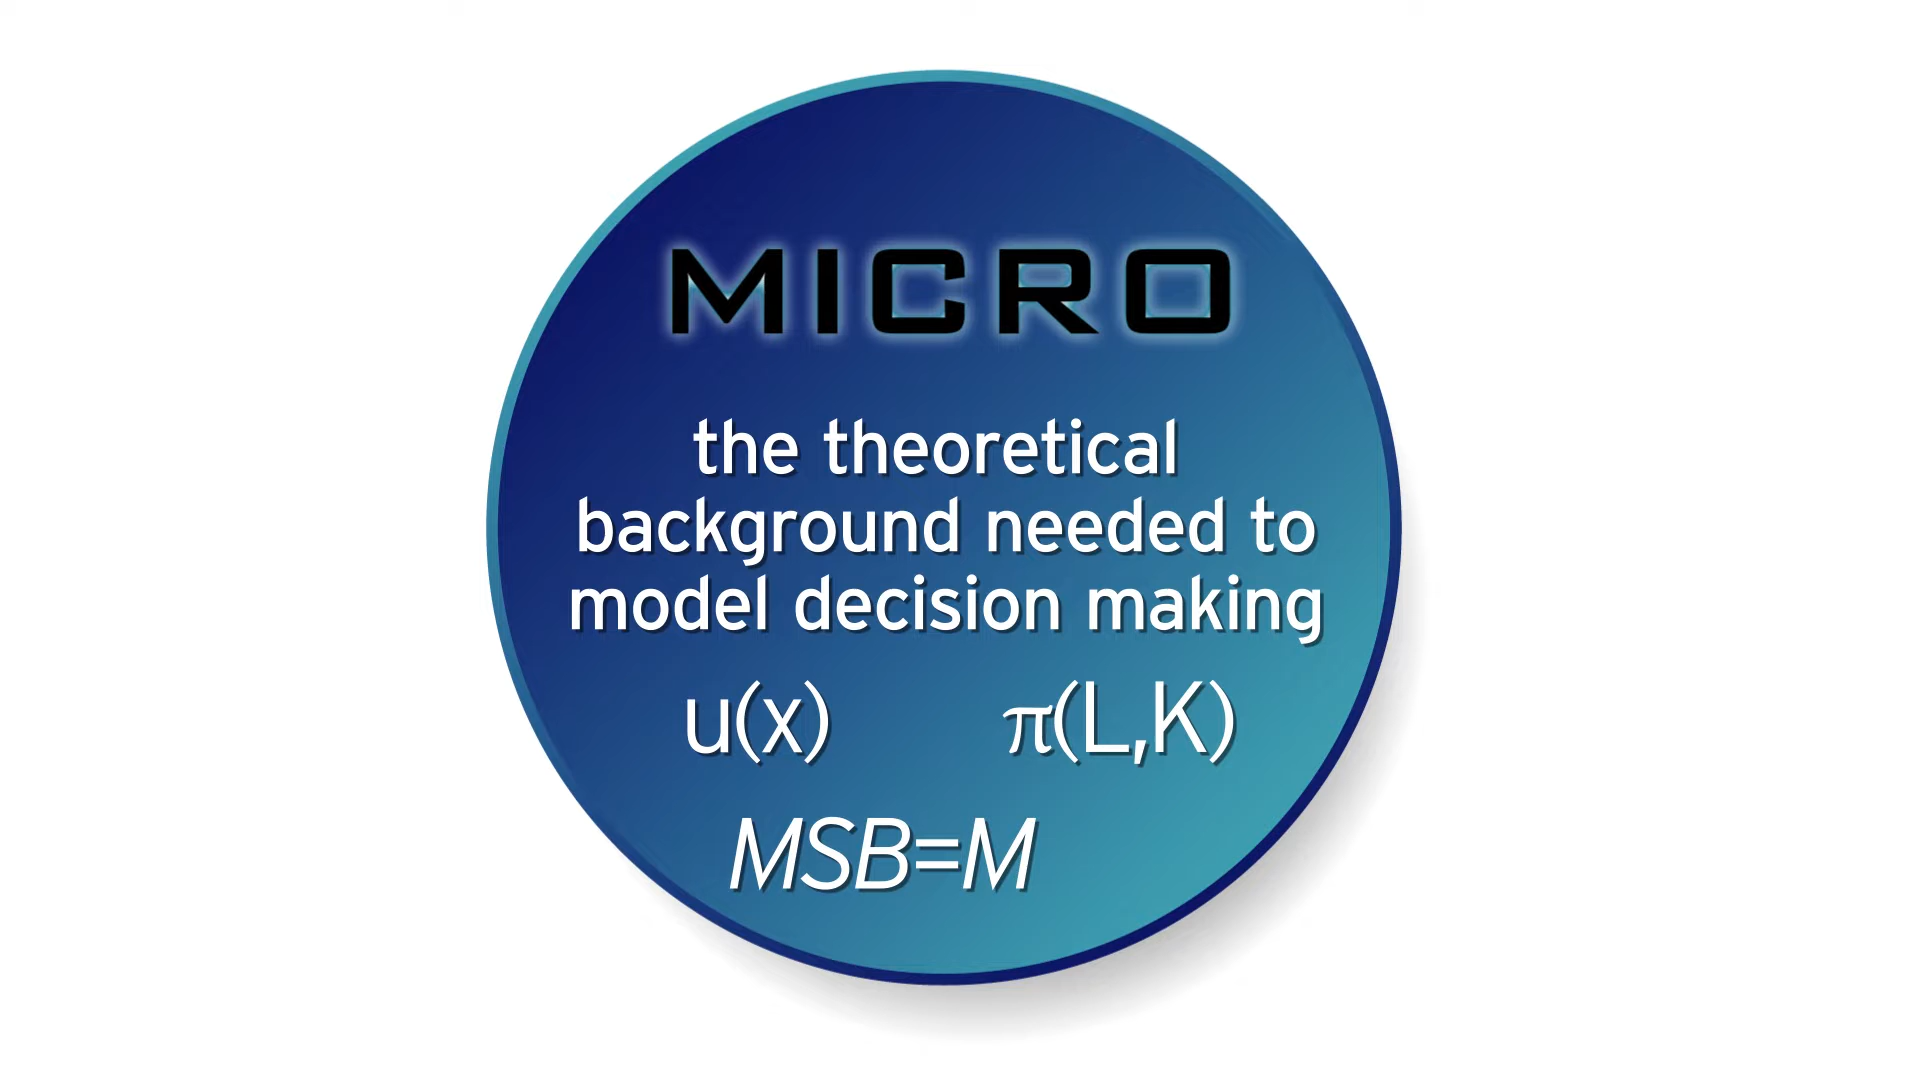 MICRO
the theoretical
background needed to
model decision making
u(x) π(L,K)
MSB=M